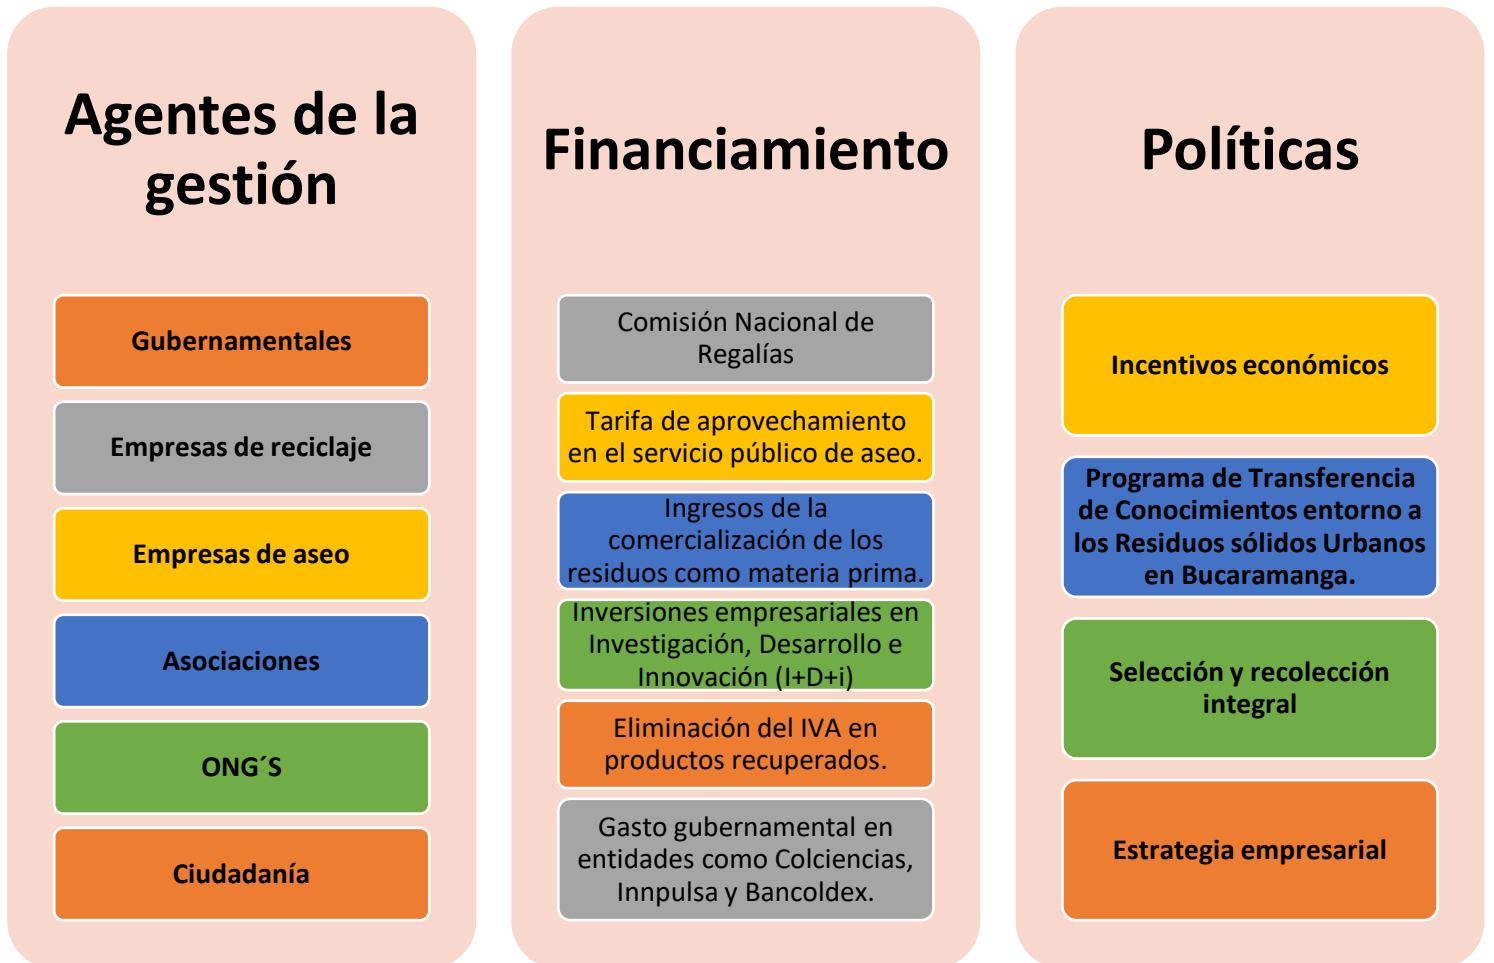 Agentes de la
gestión
Gubernamentales
Empresas de reciclaje
Empresas de aseo
Asociaciones
ONG´S
Ciudadanía
Financiamiento
Comisión Nacional de
Regalías
Tarifa de aprovechamiento
en el servicio público de aseo.
Ingresos de la
comercialización de los
residuos como materia prima.
Inversiones empresariales en
Investigación, Desarrollo e
Innovación (I+D+i)
Eliminación del IVA en
productos recuperados.
Gasto gubernamental en
entidades como Colciencias,
Innpulsa y Bancoldex.
Políticas
Incentivos económicos
Programa de Transferencia
de Conocimientos entorno a
los Residuos sólidos Urbanos
en Bucaramanga.
Selección y recolección
integral
Estrategia empresarial